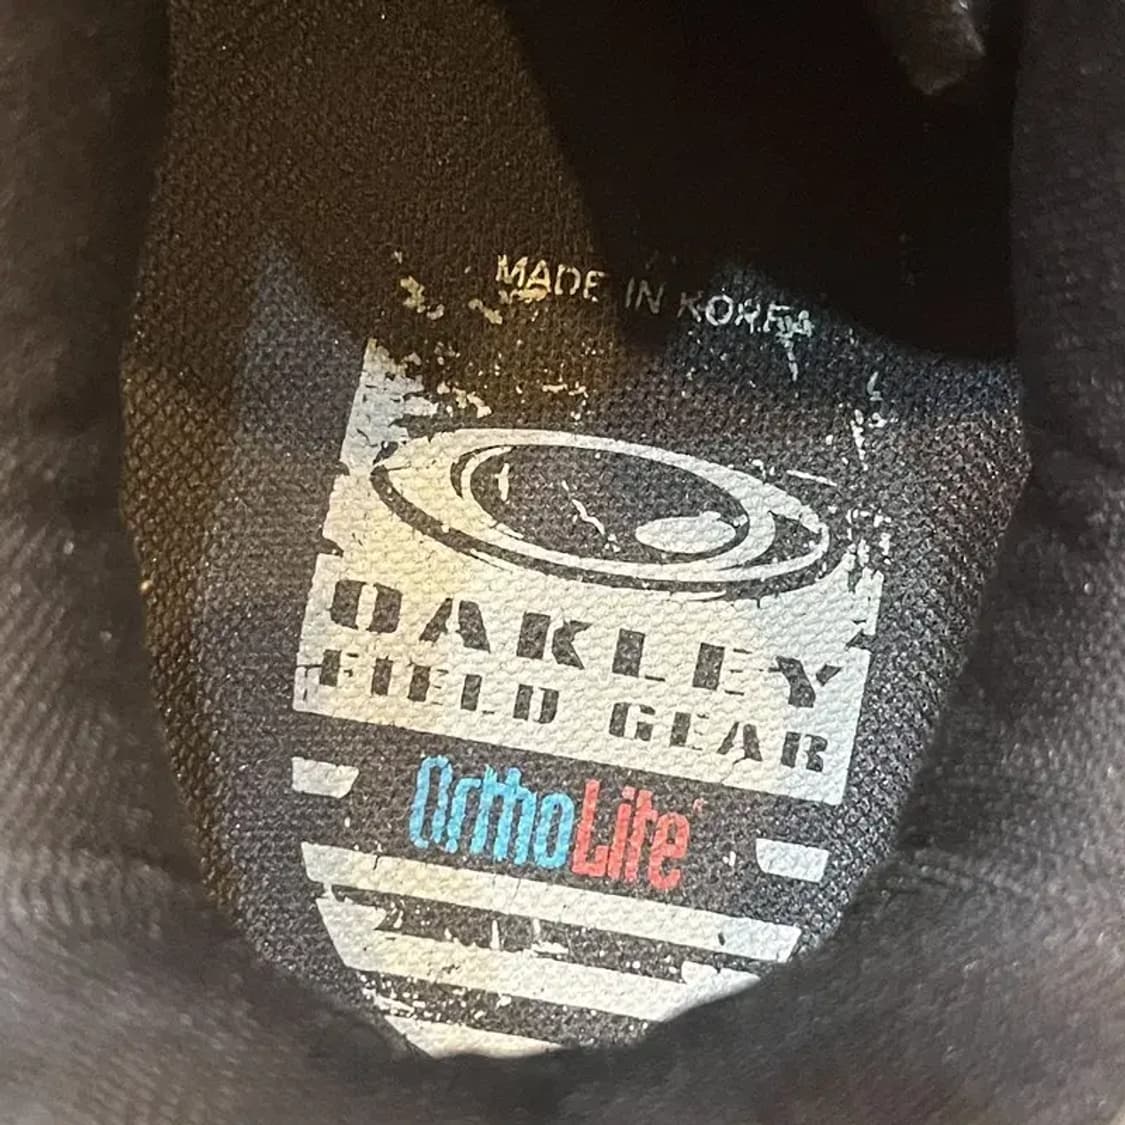 MADE IN KOREA
OAKLEY
FIELD GEAR
OrthoLite